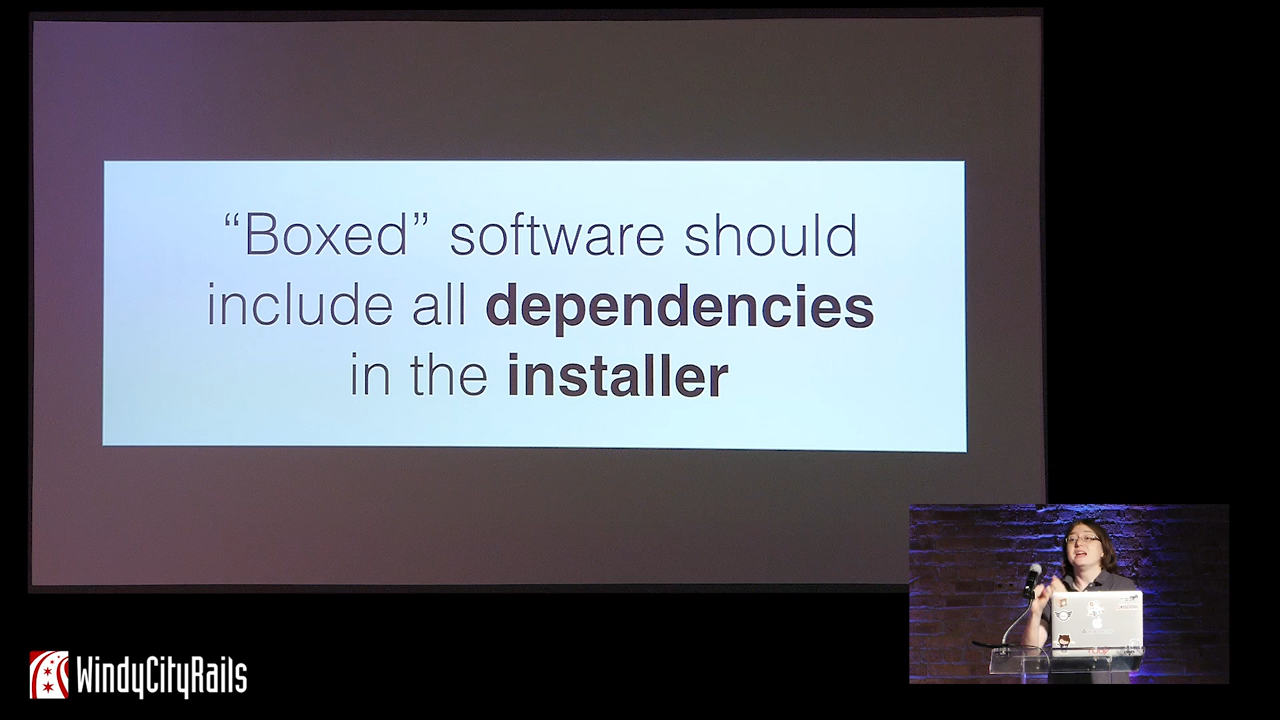 “Boxed” software should
include all dependencies
in the installer
WindyCityRails